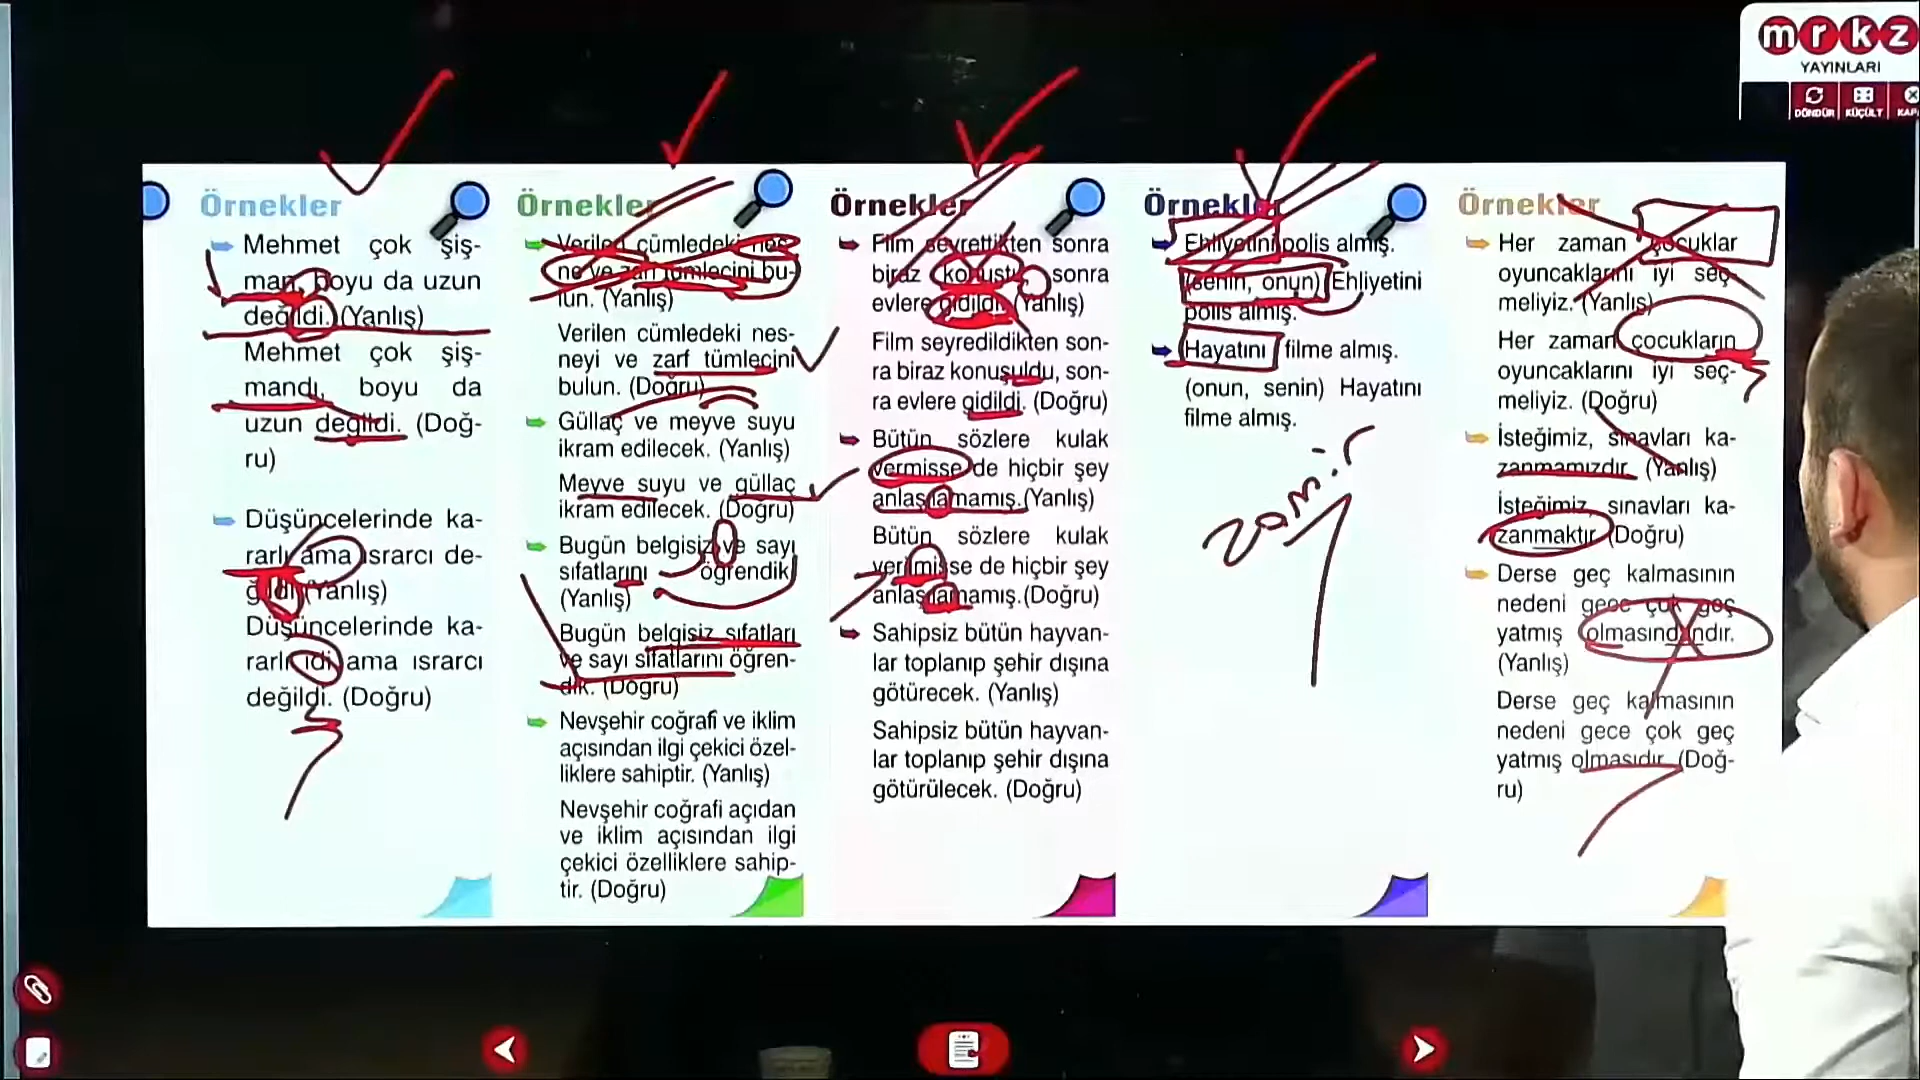 mrkz
YAYINLARI
DÖNDÜR KÜÇÜLT KAP
Örnekler
Mehmet çok şiş-
man, boyu da uzun
değildi. (Yanlış)
Mehmet çok şiş-
mandı, boyu da
uzun değildi. (Doğ-
ru)
Düşüncelerinde ka-
rarlı ama ısrarcı de-
ğildi (Yanlış)
Düşüncelerinde ka-
rarlı idi ama ısrarcı
değildi. (Doğru)
Örnekler
Verilen cümledeki nes-
ne ve zarf tümlecini bu-
lun. (Yanlış)
Verilen cümledeki nes-
neyi ve zarf tümlecini
bulun. (Doğru)
Güllaç ve meyve suyu
ikram edilecek. (Yanlış)
Meyve suyu ve güllaç
ikram edilecek. (Doğru)
Bugün belgisiz ve sayı
sıfatlarını öğrendik
(Yanlış)
Bugün belgisiz sıfatları
ve sayı sıfatlarını öğren-
dik. (Doğru)
Nevşehir coğrafi ve iklim
açısından ilgi çekici özel-
liklere sahiptir. (Yanlış)
Nevşehir coğrafi açıdan
ve iklim açısından ilgi
çekici özelliklere sahip-
tir. (Doğru)
Örnekler
Film seyrettikten sonra
biraz konuştu, sonra
evlere gidildi. (Yanlış)
Film seyredildikten son-
ra biraz konuşuldu, son-
ra evlere gidildi. (Doğru)
Bütün sözlere kulak
vermişse de hiçbir şey
anlaşılamamış.(Yanlış)
Bütün sözlere kulak
verilmişse de hiçbir şey
anlaşılamamış.(Doğru)
Sahipsiz bütün hayvan-
lar toplanıp şehir dışına
götürecek. (Yanlış)
Sahipsiz bütün hayvan-
lar toplanıp şehir dışına
götürülecek. (Doğru)
Örnekler
Ehliyetini polis almış.
(senin, onun) Ehliyetini
polis almış.
Hayatını filme almış.
(onun, senin) Hayatını
filme almış.
zamir
Örnekler
Her zaman çocuklar
oyuncaklarını iyi seç-
meliyiz. (Yanlış)
Her zaman çocukların
oyuncaklarını iyi seç-
meliyiz. (Doğru)
İsteğimiz, sınavları ka-
zanmamızdır. (Yanlış)
İsteğimiz, sınavları ka-
zanmaktır. (Doğru)
Derse geç kalmasının
nedeni gece çok geç
yatmış olmasındandır.
(Yanlış)
Derse geç kalmasının
nedeni gece çok geç
yatmış olmasıdır. (Doğ-
ru)